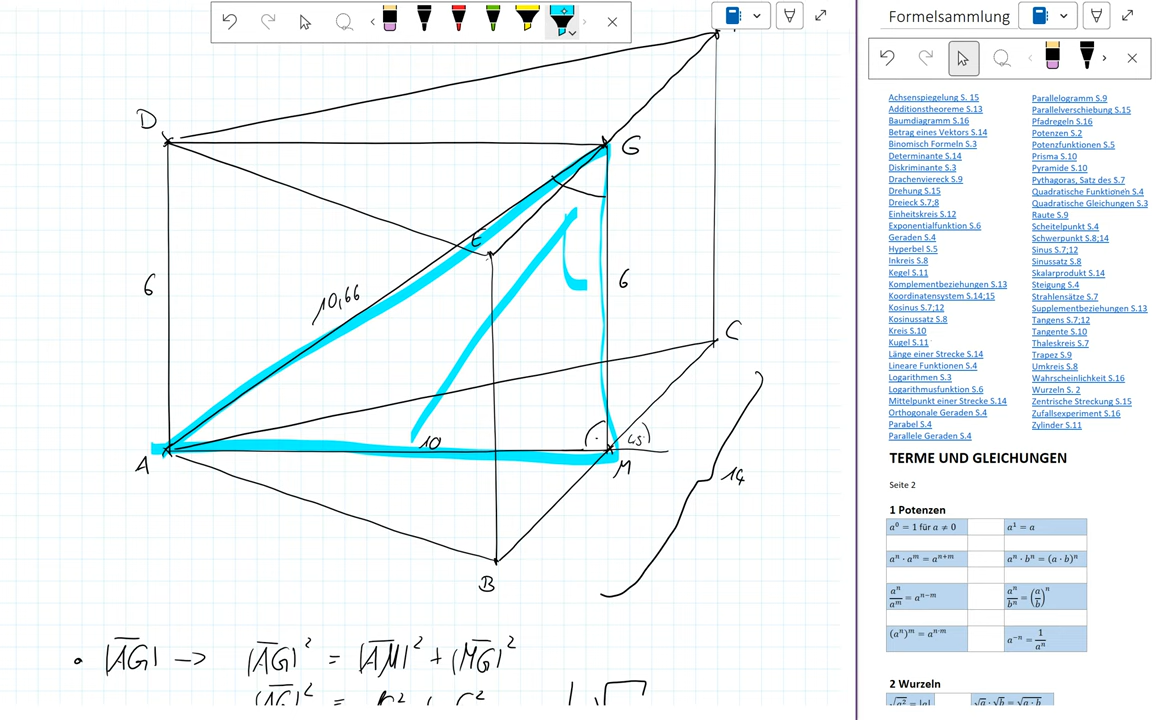 Formelsammlung
D
G
E
6
10,66
6
C
10
45°
A
M
14
B
• |AG| → |AG|² = |AM|² + |MG|²
|AG|² =
Achsenspiegelung S. 15
Additionstheoreme S.13
Baumdiagramm S.16
Betrag eines Vektors S.14
Binomisch Formeln S.3
Determinante S.14
Diskriminante S.3
Drachenviereck S.9
Drehung S.15
Dreieck S.7;8
Einheitskreis S.12
Exponentialfunktion S.6
Geraden S.4
Hyperbel S.5
Inkreis S.8
Kegel S.11
Komplementbeziehungen S.13
Koordinatensystem S.14;15
Kosinus S.7;12
Kosinussatz S.8
Kreis S.10
Kugel S.11
Länge einer Strecke S.14
Lineare Funktionen S.4
Logarithmen S.3
Logarithmusfunktion S.6
Mittelpunkt einer Strecke S.14
Orthogonale Geraden S.4
Parabel S.4
Parallele Geraden S.4
Parallelogramm S.9
Parallelverschiebung S.15
Pfadregeln S.16
Potenzen S.2
Potenzfunktionen S.5
Prisma S.10
Pyramide S.10
Pythagoras, Satz des S.7
Quadratische Funktionen S.4
Quadratische Gleichungen S.3
Raute S.9
Scheitelpunkt S.4
Schwerpunkt S.8;14
Sinus S.7;12
Sinussatz S.8
Skalarprodukt S.14
Steigung S.4
Strahlensätze S.7
Supplementbeziehungen S.13
Tangens S.7;12
Tangente S.10
Thaleskreis S.7
Trapez S.9
Umkreis S.8
Wahrscheinlichkeit S.16
Wurzeln S. 2
Zentrische Streckung S.15
Zufallsexperiment S.16
Zylinder S.11
TERME UND GLEICHUNGEN
Seite 2
1 Potenzen
a⁰ = 1 für a ≠ 0 a¹ = a
aⁿ · aᵐ = aⁿ⁺ᵐ aⁿ · bⁿ = (a · b)ⁿ
aⁿ/aᵐ = aⁿ⁻ᵐ aⁿ/bⁿ = (a/b)ⁿ
(aⁿ)ᵐ = aⁿ·ᵐ a⁻ⁿ = 1/aⁿ
2 Wurzeln
√a² = |a| √a · √b = √a · b